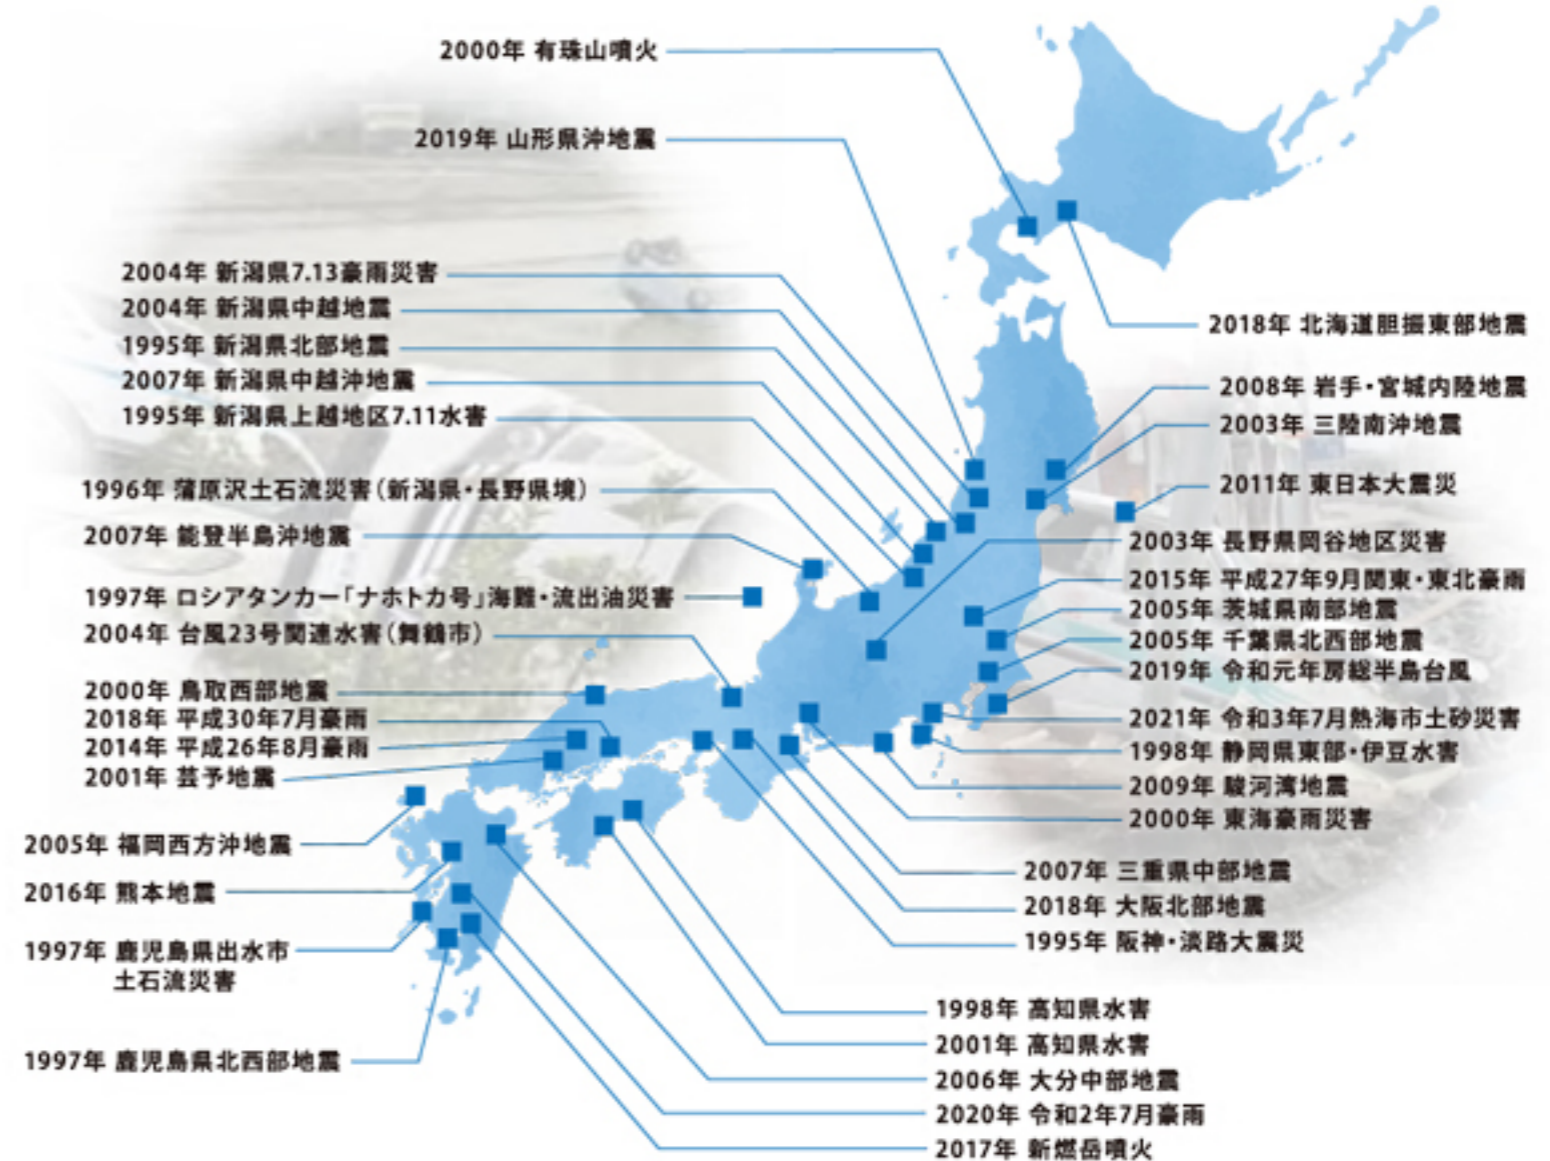 2000年 有珠山噴火
2019年 山形県沖地震
2004年 新潟県7.13豪雨災害
2004年 新潟県中越地震
1995年 新潟県北部地震
2007年 新潟県中越沖地震
1995年 新潟県上越地区7.11水害
1996年 蒲原沢土石流災害(新潟県・長野県境)
2007年 能登半島沖地震
1997年 ロシアタンカー「ナホトカ号」海難・流出油災害
2004年 台風23号関連水害(舞鶴市)
2000年 鳥取西部地震
2018年 平成30年7月豪雨
2014年 平成26年8月豪雨
2001年 芸予地震
2005年 福岡西方沖地震
2016年 熊本地震
1997年 鹿児島県出水市
土石流災害
1997年 鹿児島県北西部地震
2018年 北海道胆振東部地震
2008年 岩手・宮城内陸地震
2003年 三陸南沖地震
2011年 東日本大震災
2003年 長野県岡谷地区災害
2015年 平成27年9月関東・東北豪雨
2005年 茨城県南部地震
2005年 千葉県北西部地震
2019年 令和元年房総半島台風
2021年 令和3年7月熱海市土砂災害
1998年 静岡県東部・伊豆水害
2009年 駿河湾地震
2000年 東海豪雨災害
2007年 三重県中部地震
2018年 大阪北部地震
1995年 阪神・淡路大震災
1998年 高知県水害
2001年 高知県水害
2006年 大分中部地震
2020年 令和2年7月豪雨
2017年 新燃岳噴火